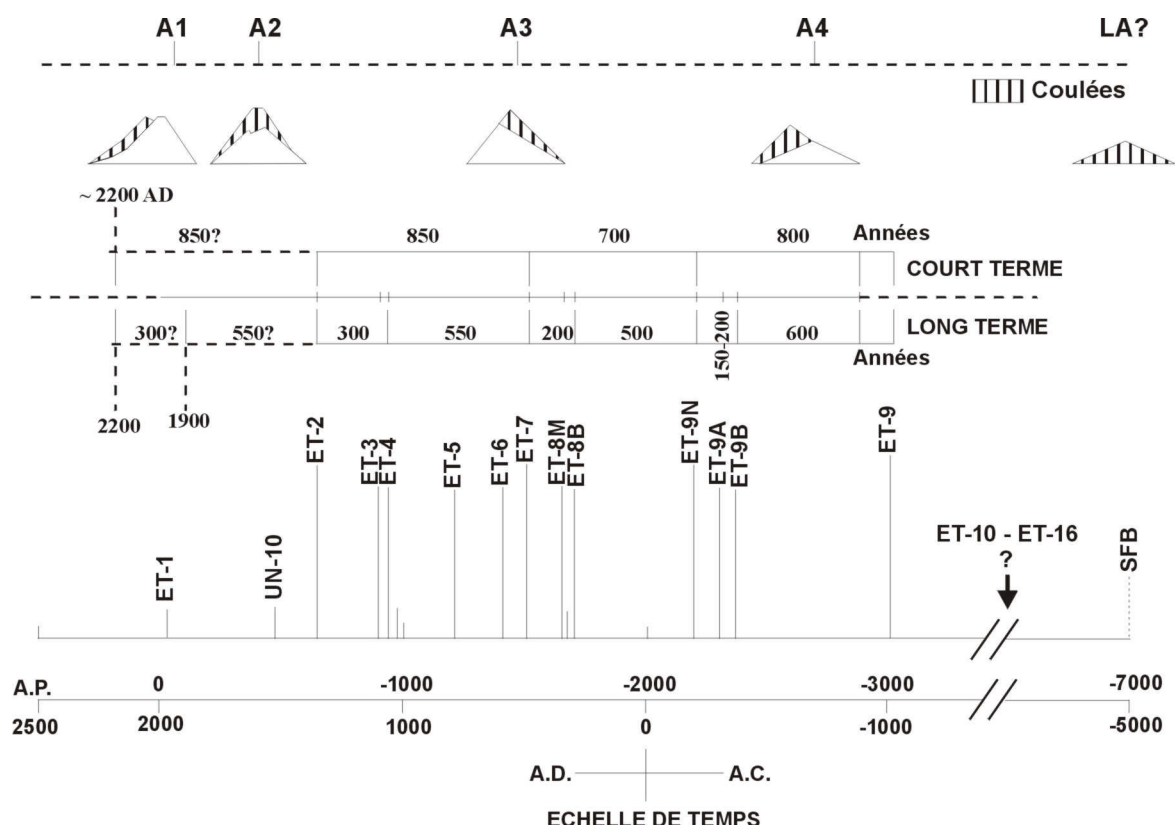 A1 A2 A3 A4 LA?
Coulées
~ 2200 AD
850? 850 700 800 Années
COURT TERME
300? 550? 300 550 200 500 150-200 600 LONG TERME
Années
2200 1900
ET-1
UN-10
ET-2
ET-3
ET-4
ET-5
ET-6
ET-7
ET-8M
ET-8B
ET-9N
ET-9A
ET-9B
ET-9
ET-10 - ET-16
?
SFB
A.P. 0 -1000 -2000 -3000 -7000
2500 2000 1000 0 -1000 -5000
A.D. A.C.
ECHELLE DE TEMPS